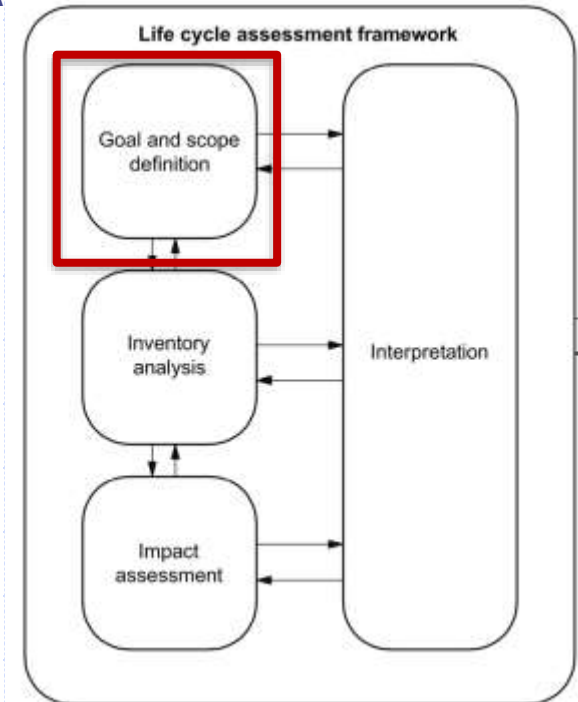 Life cycle assessment framework
Goal and scope
definition
Inventory
analysis
Interpretation
Impact
assessment